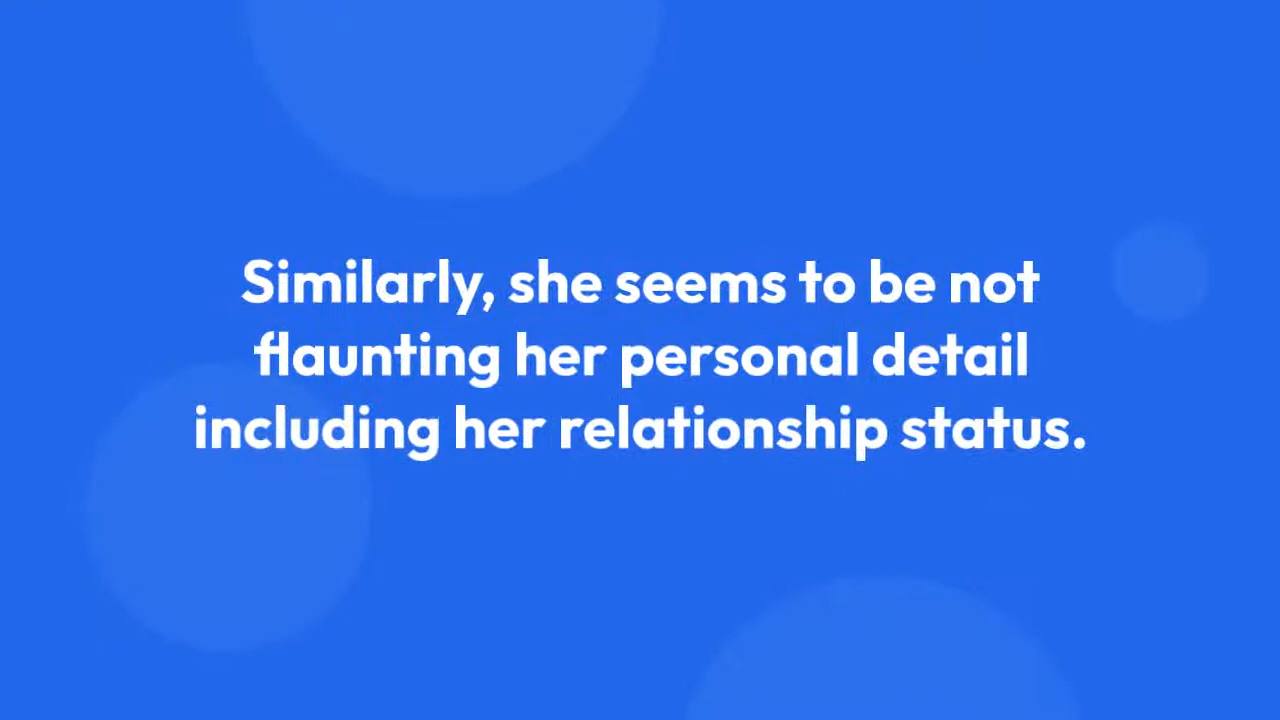 Similarly, she seems to be not
flaunting her personal detail
including her relationship status.